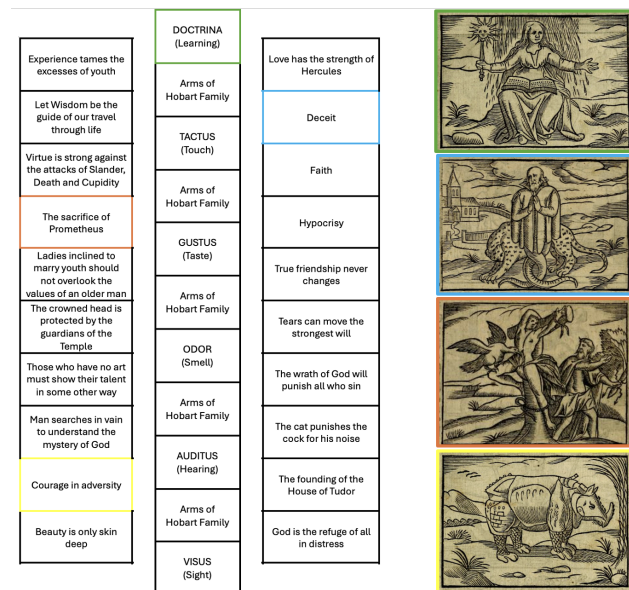 Experience tames the
excesses of youth
Let Wisdom be the
guide of our travel
through life
Virtue is strong against
the attacks of Slander,
Death and Cupidity
The sacrifice of
Prometheus
Ladies inclined to
marry youth should
not overlook the
values of an older man
The crowned head is
protected by the
guardians of the
Temple
Those who have no art
must show their talent
in some other way
Man searches in vain
to understand the
mystery of God
Courage in adversity
Beauty is only skin
deep
DOCTRINA
(Learning)
Arms of
Hobart Family
TACTUS
(Touch)
Arms of
Hobart Family
GUSTUS
(Taste)
Arms of
Hobart Family
ODOR
(Smell)
Arms of
Hobart Family
AUDITUS
(Hearing)
Arms of
Hobart Family
VISUS
(Sight)
Love has the strength of
Hercules
Deceit
Faith
Hypocrisy
True friendship never
changes
Tears can move the
strongest will
The wrath of God will
punish all who sin
The cat punishes the
cock for his noise
The founding of the
House of Tudor
God is the refuge of all
in distress